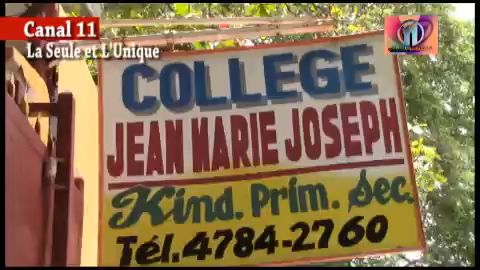 Canal 11
La Seule et L'Unique
COLLEGE
JEAN MARIE JOSEPH
Kind. Prim. Sec.
Tél. 4784-2760